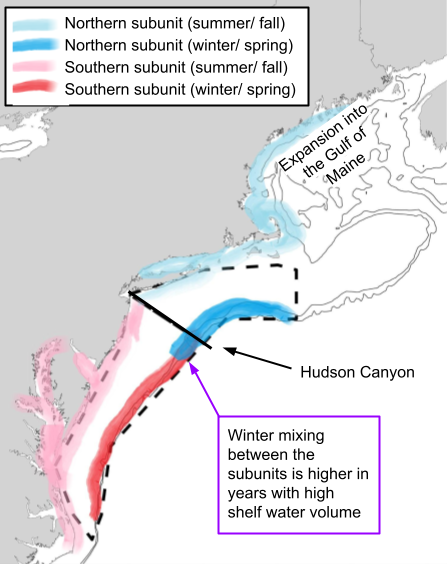 Northern subunit (summer/ fall)
Northern subunit (winter/ spring)
Southern subunit (summer/ fall)
Southern subunit (winter/ spring)
Expansion into
the Gulf of
Maine
Hudson Canyon
Winter mixing
between the
subunits is higher in
years with high
shelf water volume